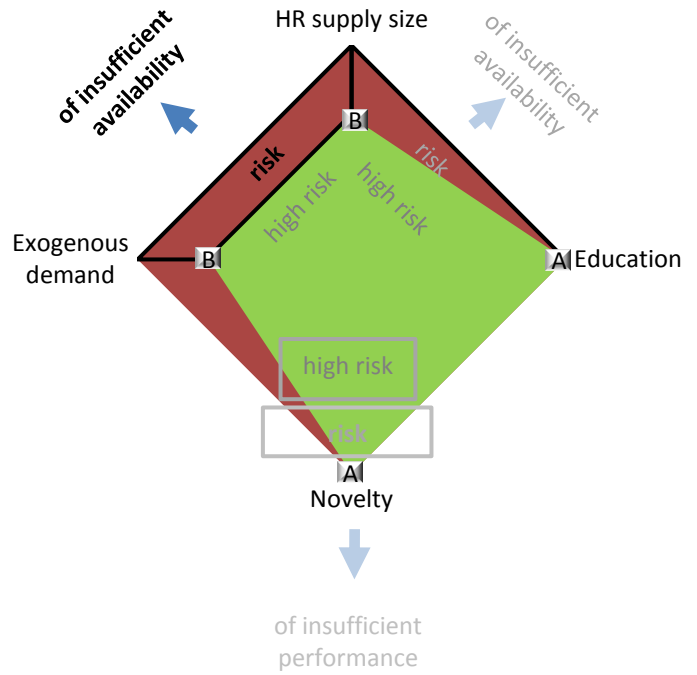 HR supply size
of insufficient
availability
of insufficient
availability
B
risk
risk
high risk
high risk
Exogenous
demand
B
A
Education
high risk
risk
A
Novelty
of insufficient
performance